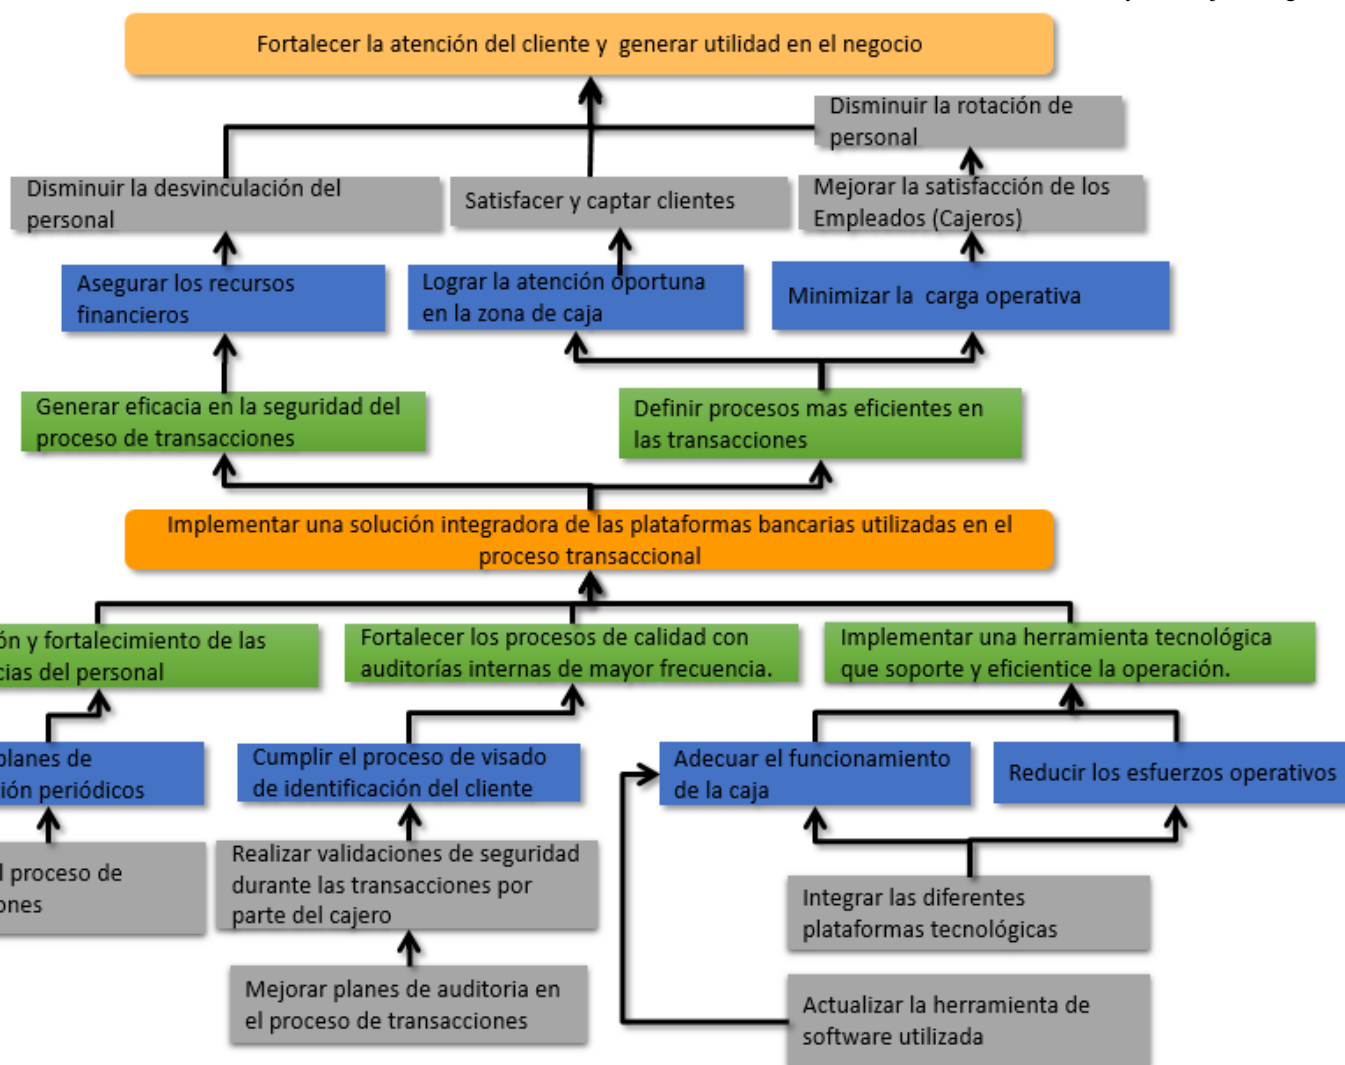 Fortalecer la atención del cliente y generar utilidad en el negocio
Disminuir la rotación de
personal
Disminuir la desvinculación del
personal
Satisfacer y captar clientes
Mejorar la satisfacción de los
Empleados (Cajeros)
Asegurar los recursos
financieros
Lograr la atención oportuna
en la zona de caja
Minimizar la carga operativa
Generar eficacia en la seguridad del
proceso de transacciones
Definir procesos mas eficientes en
las transacciones
Implementar una solución integradora de las plataformas bancarias utilizadas en el
proceso transaccional
y fortalecimiento de las
del personal
Fortalecer los procesos de calidad con
auditorías internas de mayor frecuencia.
Implementar una herramienta tecnológica
que soporte y eficientice la operación.
planes de
periódicos
Cumplir el proceso de visado
de identificación del cliente
Adecuar el funcionamiento
de la caja
Reducir los esfuerzos operativos
proceso de
Realizar validaciones de seguridad
durante las transacciones por
parte del cajero
Integrar las diferentes
plataformas tecnológicas
Mejorar planes de auditoria en
el proceso de transacciones
Actualizar la herramienta de
software utilizada